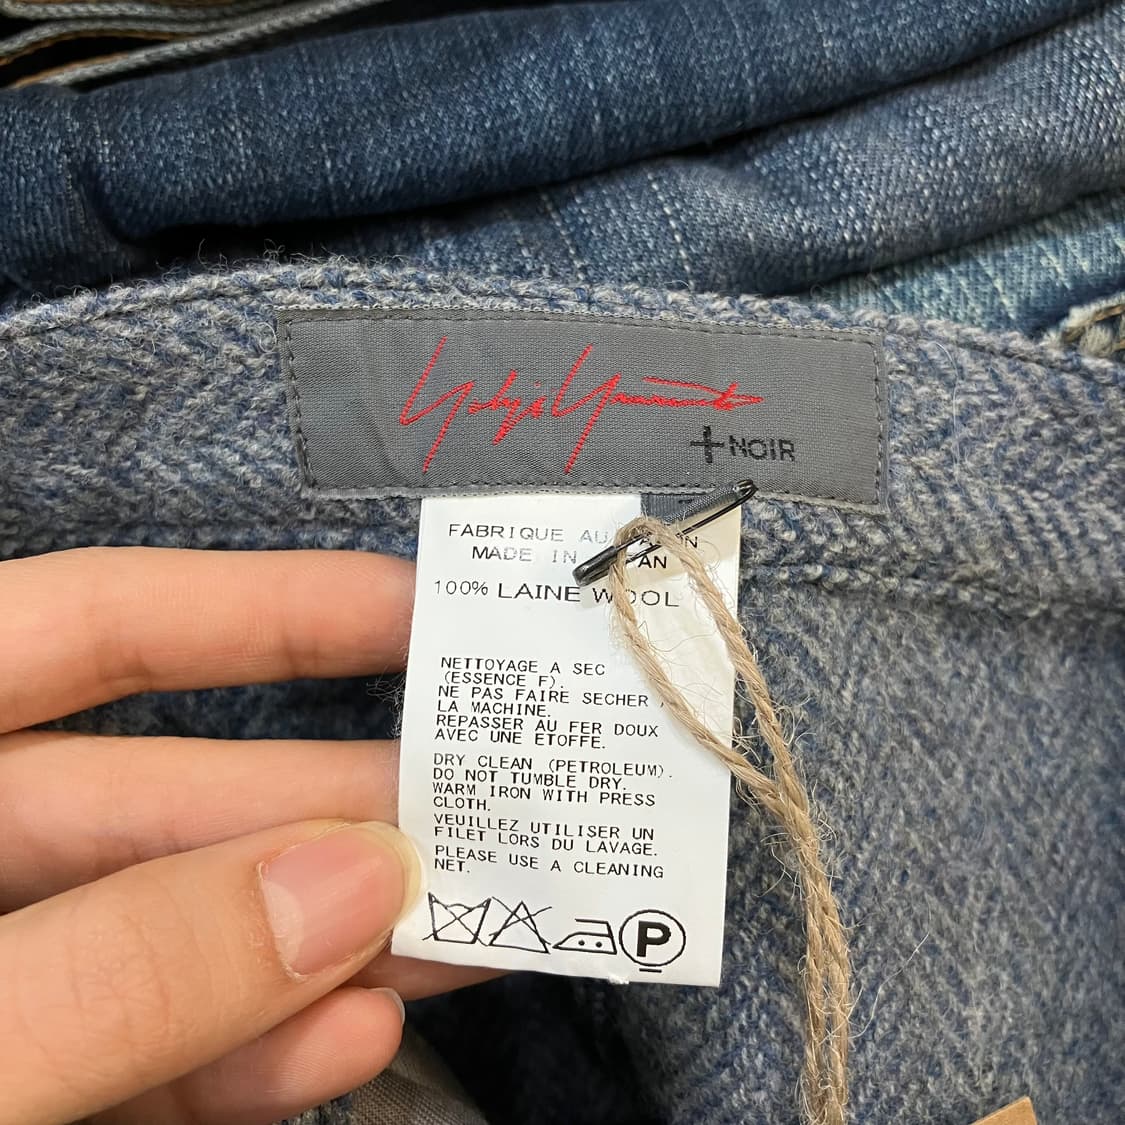 Yohji Yamamoto
+NOIR
FABRIQUE AU
MADE IN
100% LAINE WOOL
NETTOYAGE A SEC
(ESSENCE F).
NE PAS FAIRE SECHER
LA MACHINE.
REPASSER AU FER DOUX
AVEC UNE ETOFFE.
DRY CLEAN (PETROLEUM).
DO NOT TUMBLE DRY.
WARM IRON WITH PRESS
CLOTH.
VEUILLEZ UTILISER UN
FILET LORS DU LAVAGE.
PLEASE USE A CLEANING
NET.
P